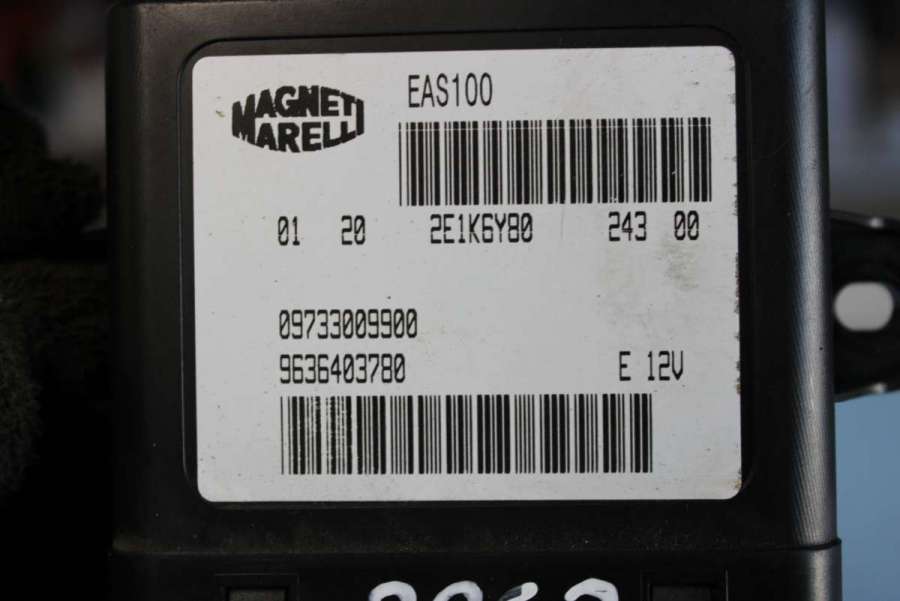 MAGNETI
MARELLI
EAS100
01 20 2E1K6Y80 243 00
09733009900
9636403780
E 12V